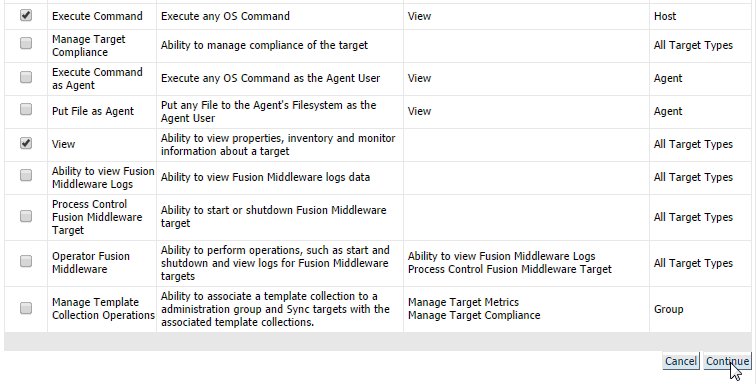 Execute Command Execute any OS Command View Host
Manage Target
Compliance
Ability to manage compliance of the target
All Target Types
Execute Command
as Agent
Execute any OS Command as the Agent User
View
Agent
Put File as Agent
Put any File to the Agent's Filesystem as the
Agent User
View
Agent
View
Ability to view properties, inventory and monitor
information about a target
All Target Types
Ability to view Fusion
Middleware Logs
Ability to view Fusion Middleware logs data
All Target Types
Process Control
Fusion Middleware
Target
Ability to start or shutdown Fusion Middleware
target
All Target Types
Operator Fusion
Middleware
Ability to perform operations, such as start and
shutdown and view logs for Fusion Middleware
targets
Ability to view Fusion Middleware Logs
Process Control Fusion Middleware Target
All Target Types
Manage Template
Collection Operations
Ability to associate a template collection to a
administration group and Sync targets with the
associated template collections.
Manage Target Metrics
Manage Target Compliance
Group
Cancel Continue